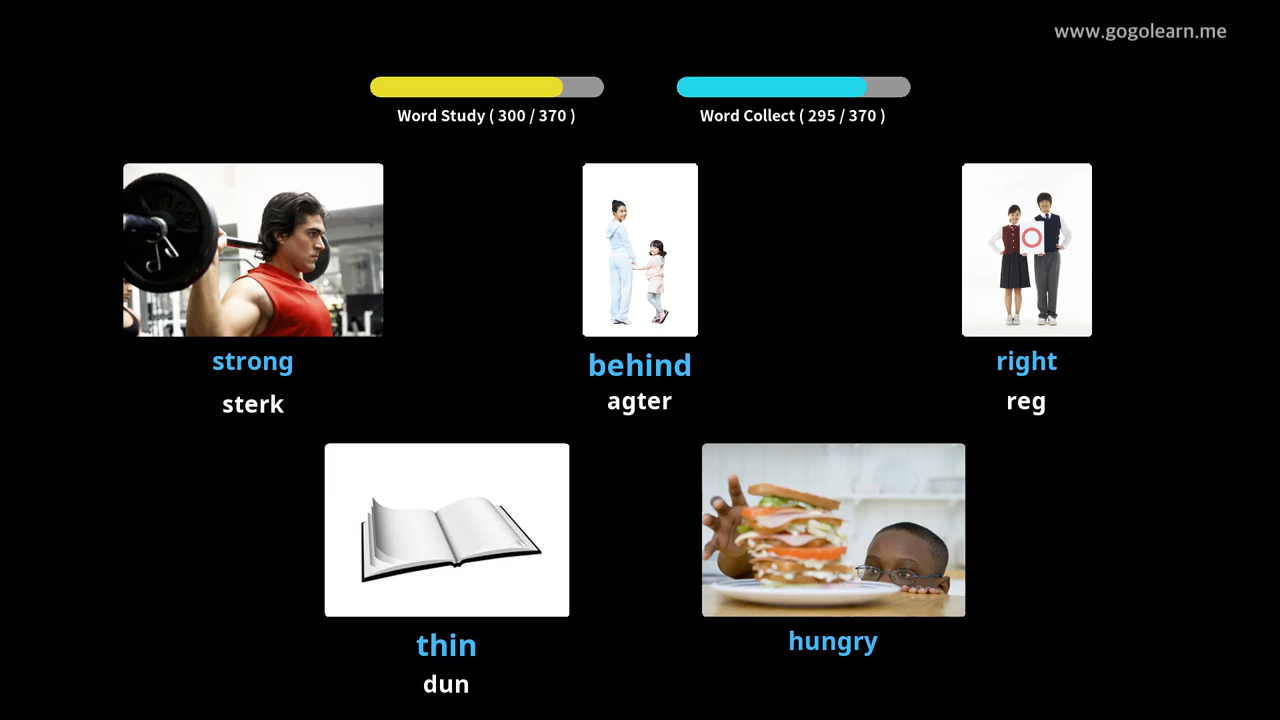 www.gogolearn.me
Word Study ( 300 / 370 )
Word Collect ( 295 / 370 )
strong
behind
right
sterk
agter
reg
thin
hungry
dun